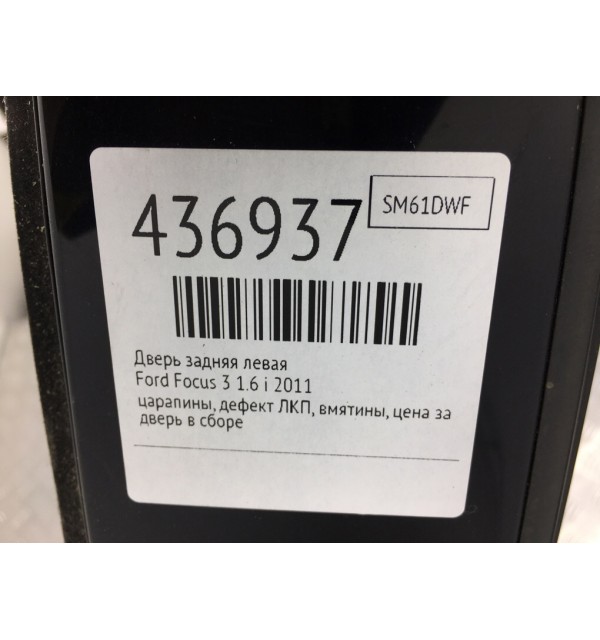 436937
SM61DWF
Дверь задняя левая
Ford Focus 3 1.6 i 2011
царапины, дефект ЛКП, вмятины, цена за
дверь в сборе